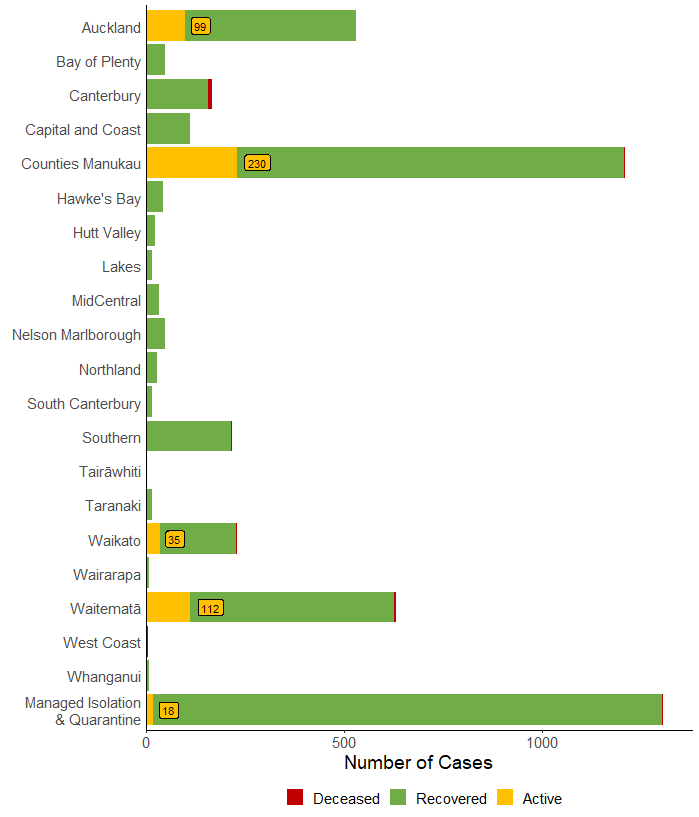 Auckland 99
Bay of Plenty
Canterbury
Capital and Coast
Counties Manukau 230
Hawke's Bay
Hutt Valley
Lakes
MidCentral
Nelson Marlborough
Northland
South Canterbury
Southern
Tairāwhiti
Taranaki
Waikato 35
Wairarapa
Waitematā 112
West Coast
Whanganui
Managed Isolation
& Quarantine 18
0 500 1000
Number of Cases
Deceased Recovered Active